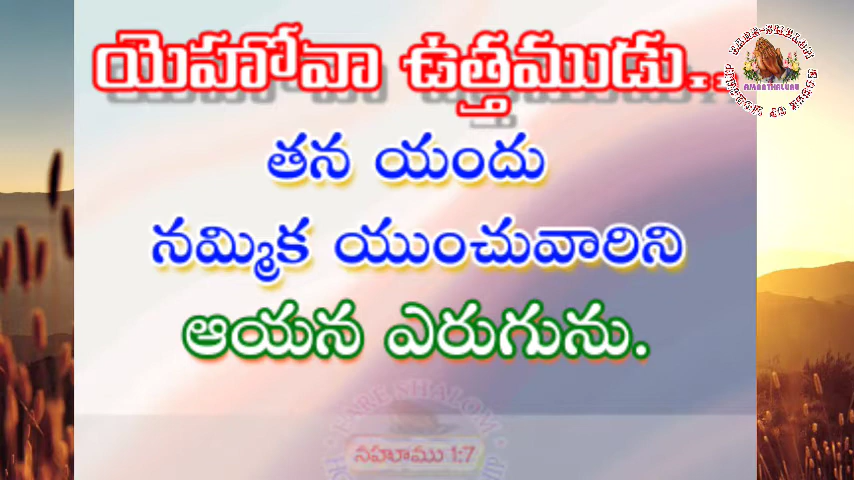 యెహోవా ఉత్తముడు..
తన యందు
నమ్మిక యుంచువారిని
ఆయన ఎరుగును.
నహూము 1:7